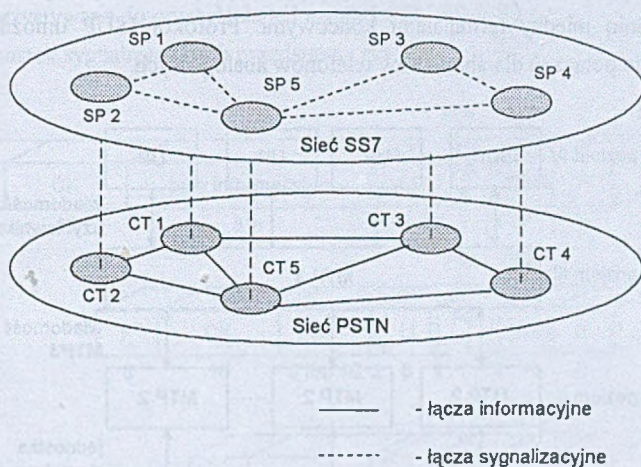 SP 1
SP 3
SP 2
SP 5
SP 4
Sieć SS7
CT 1
CT 3
CT 2
CT 5
CT 4
Sieć PSTN
- łącza informacyjne
- łącza sygnalizacyjne